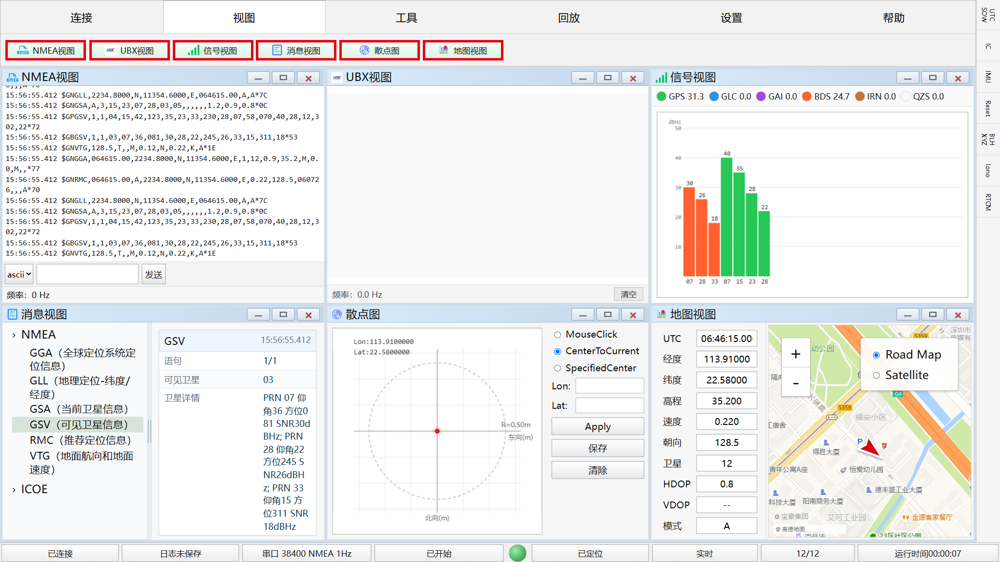 连接 视图 工具 回放 设置 帮助
NMEA视图 UBX视图 信号视图 消息视图 散点图 地图视图
UTC
SOW
IC
IMU
Reset
BLH
XYZ
Iono
RTCM
NMEA视图
15:56:55.412 $GNGLL,2234.8000,N,11354.6000,E,064615.00,A,A*7C
15:56:55.412 $GNGSA,A,3,15,23,07,28,03,05,,,,,,1.2,0.9,0.8*0C
15:56:55.412 $GPGSV,1,1,04,15,42,123,35,23,33,230,28,07,58,070,40,28,12,3
02,22*72
15:56:55.412 $GBGSV,1,1,03,07,36,081,30,28,22,245,26,33,15,311,18*53
15:56:55.412 $GNVTG,128.5,T,,M,0.12,N,0.22,K,A*1E
15:56:55.412 $GNGGA,064615.00,2234.8000,N,11354.6000,E,1,12,0.9,35.2,M,0.
0,M,,*77
15:56:55.412 $GNRMC,064615.00,A,2234.8000,N,11354.6000,E,0.22,128.5,06072
6,,,A*70
15:56:55.412 $GNGLL,2234.8000,N,11354.6000,E,064615.00,A,A*7C
15:56:55.412 $GNGSA,A,3,15,23,07,28,03,05,,,,,,1.2,0.9,0.8*0C
15:56:55.412 $GPGSV,1,1,04,15,42,123,35,23,33,230,28,07,58,070,40,28,12,3
02,22*72
15:56:55.412 $GBGSV,1,1,03,07,36,081,30,28,22,245,26,33,15,311,18*53
15:56:55.412 $GNVTG,128.5,T,,M,0.12,N,0.22,K,A*1E
ascii 发送
频率：0 Hz
UBX视图
频率：0.0 Hz 清空
信号视图
GPS 31.3 GLC 0.0 GAI 0.0 BDS 24.7 IRN 0.0 QZS 0.0
dBHz
50
40
30
20
10
30 26 18 40 35 28 22
07 28 33 07 15 23 28
消息视图
NMEA
GGA（全球定位系统定
位信息）
GLL（地理定位-纬度/
经度）
GSA（当前卫星信息）
GSV（可见卫星信息）
RMC（推荐定位信息）
VTG（地面航向和地面
速度）
ICOE
GSV 15:56:55.412
语句 1/1
可见卫星 03
卫星详情 PRN 07 仰
角36 方位0
81 SNR30d
BHz; PRN
28 仰角22
方位245 S
NR26dBH
z; PRN 33
仰角15 方
位311 SNR
18dBHz
散点图
Lon:113.9100000
Lat:22.5800000
R=0.50m
东向(m)
北向(m)
MouseClick
CenterToCurrent
SpecifiedCenter
Lon:
Lat:
Apply
保存
清除
地图视图
UTC 06:46:15.00
经度 113.91000
纬度 22.58000
高程 35.200
速度 0.220
朝向 128.5
卫星 12
HDOP 0.8
VDOP --
模式 A
+
-
Road Map
Satellite
深圳市
传媒有
S359
动公园
G4
S359
福安小区
工宿舍
P
得胜大厦
青年公寓A座
恒爱幼儿园
德丰盛工业大厦
科技大厦
阳南商务大厦
宝豪集团
艾可工业园
金源客家餐厅
© 高德地图
23区社区公园
已连接 日志未保存 串口 38400 NMEA 1Hz 已开始 已定位 实时 12/12 运行时间00:00:07